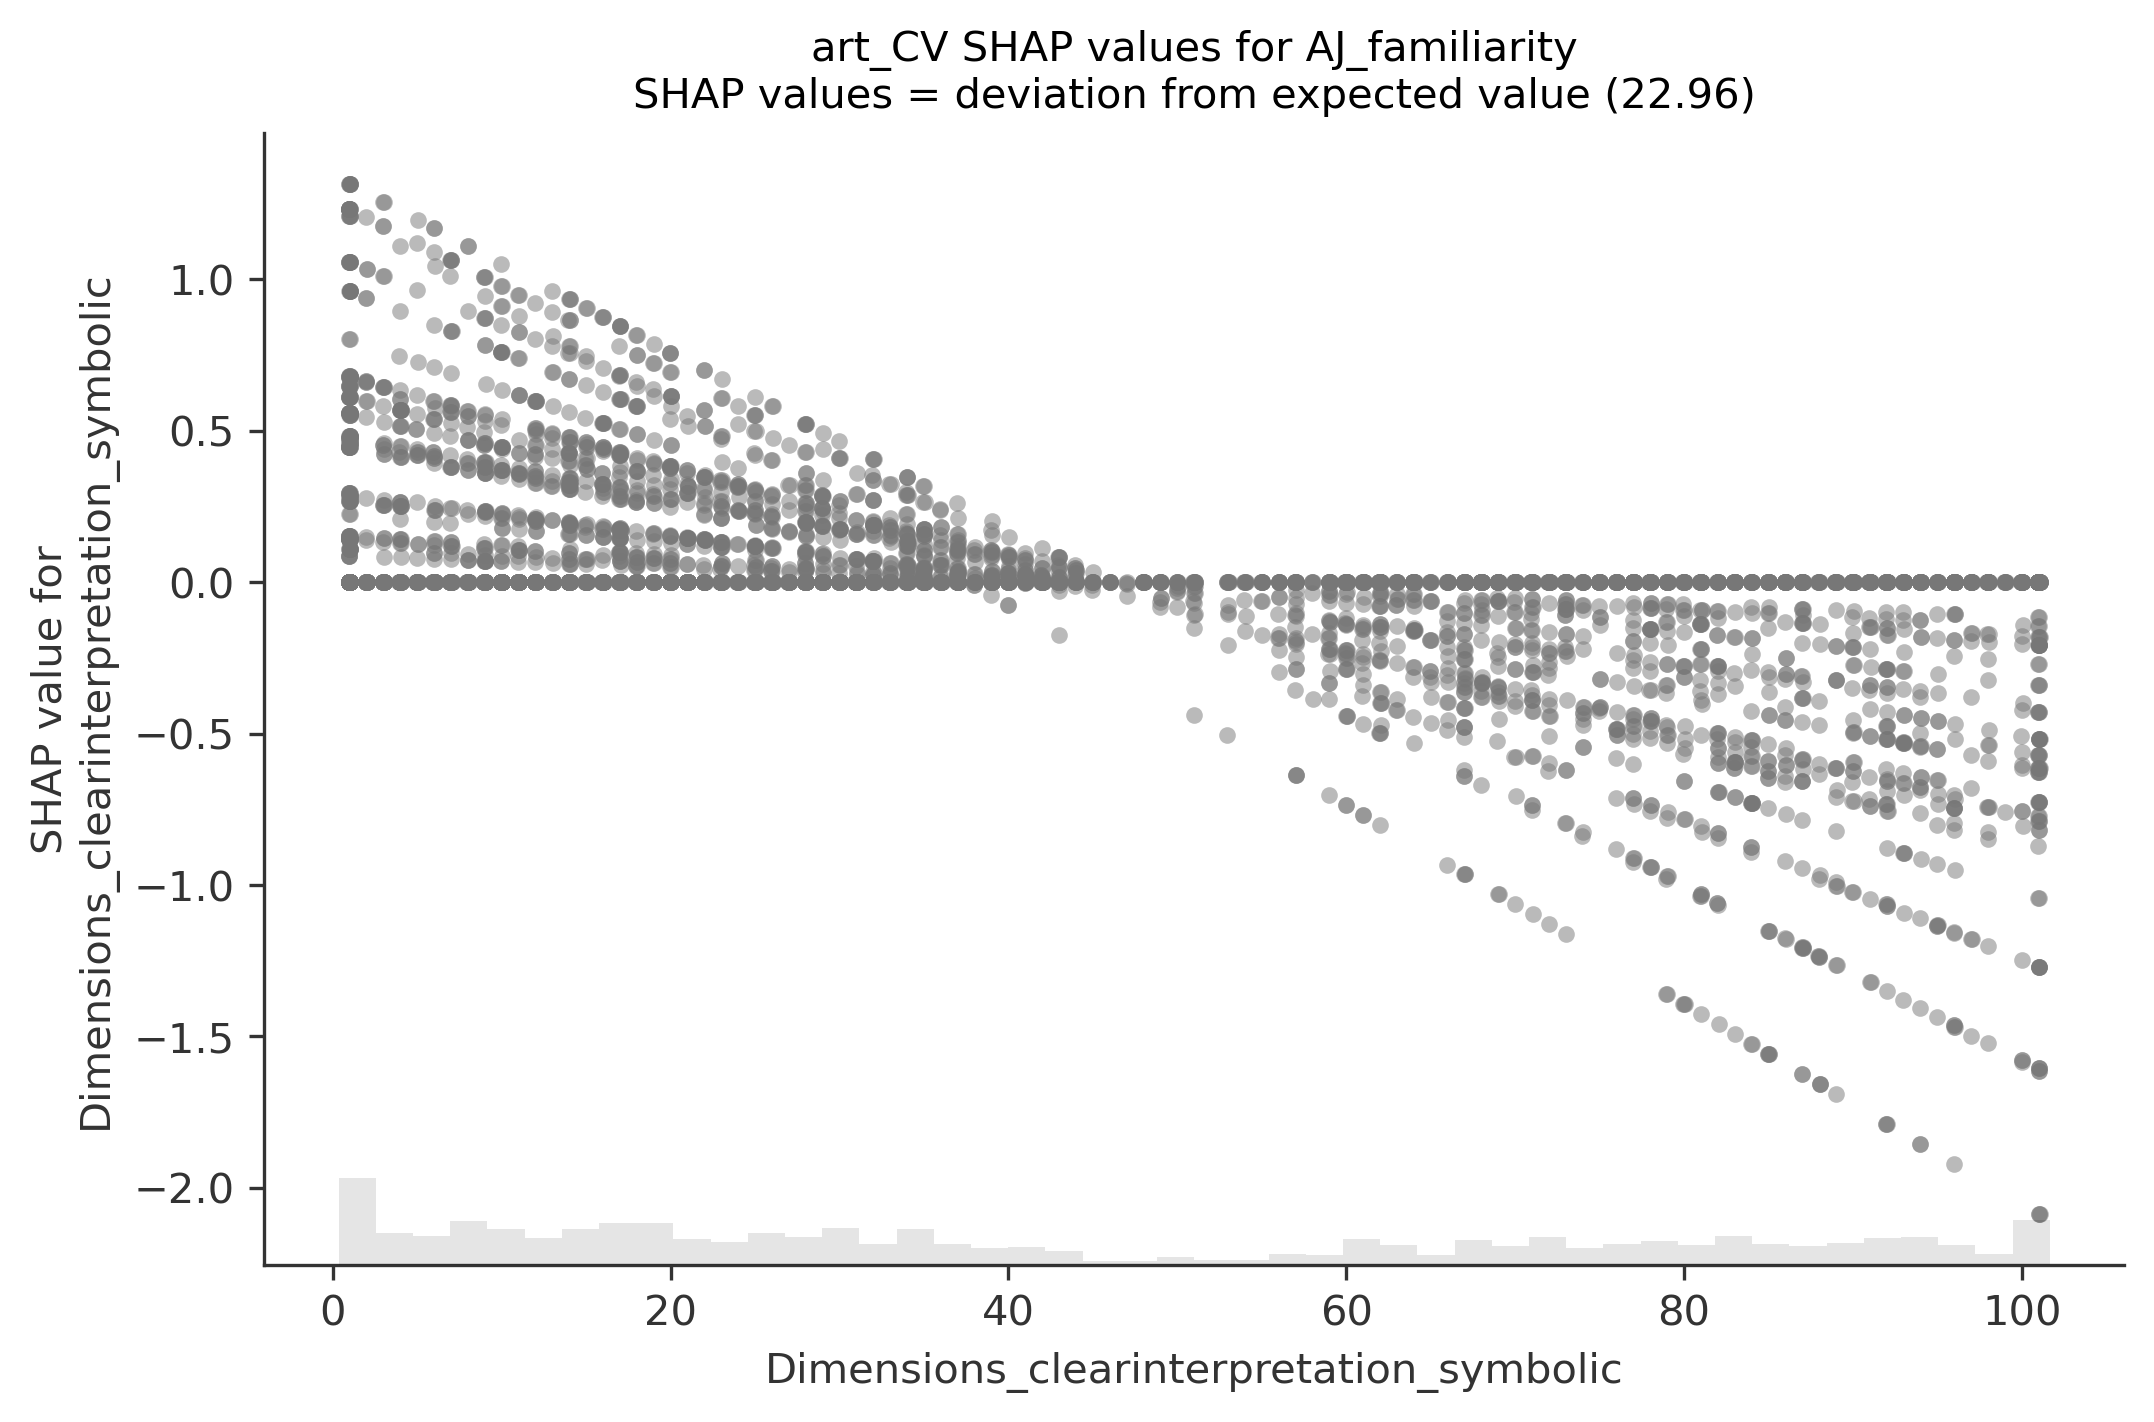 art_CV SHAP values for AJ_familiarity
SHAP values = deviation from expected value (22.96)
SHAP value for
Dimensions_clearinterpretation_symbolic
1.0
0.5
0.0
−0.5
−1.0
−1.5
−2.0
0
20
40
60
80
100
Dimensions_clearinterpretation_symbolic